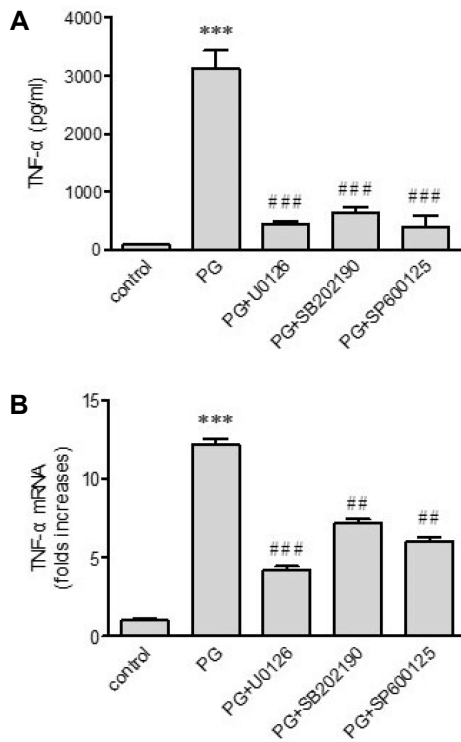 A
TNF-α (pg/ml)
4000
3000
2000
1000
0
***
###
###
###
control
PG
PG+U0126
PG+SB202190
PG+SP600125
B
TNF-α mRNA
(folds increases)
15
10
5
0
***
###
##
##
control
PG
PG+U0126
PG+SB202190
PG+SP600125